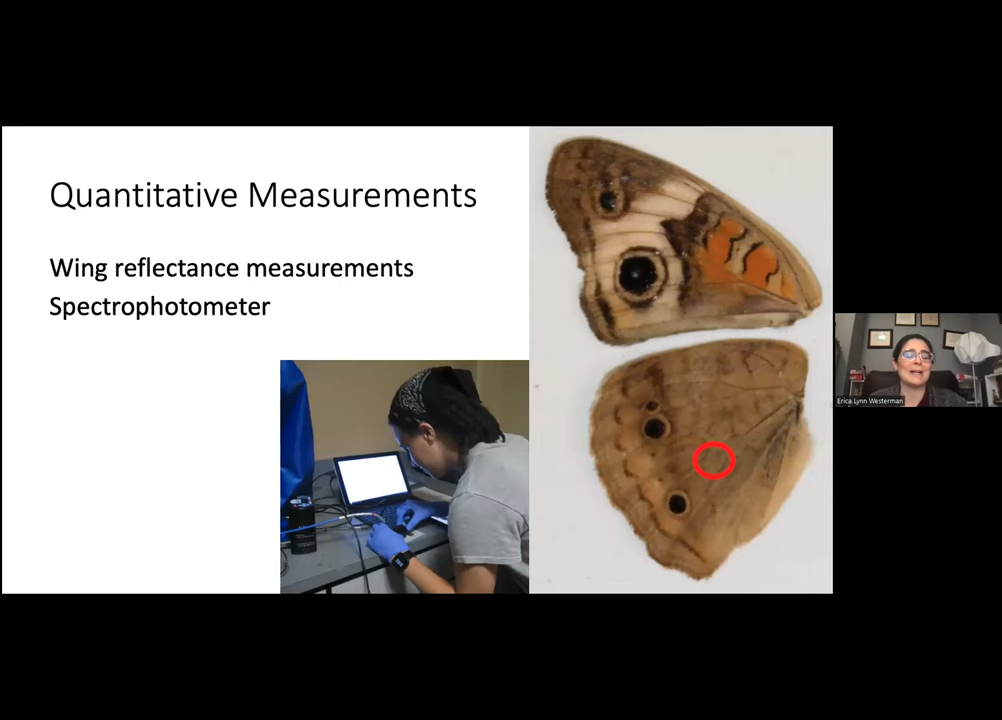 Quantitative Measurements
Wing reflectance measurements
Spectrophotometer
Erica Lynn Westerman